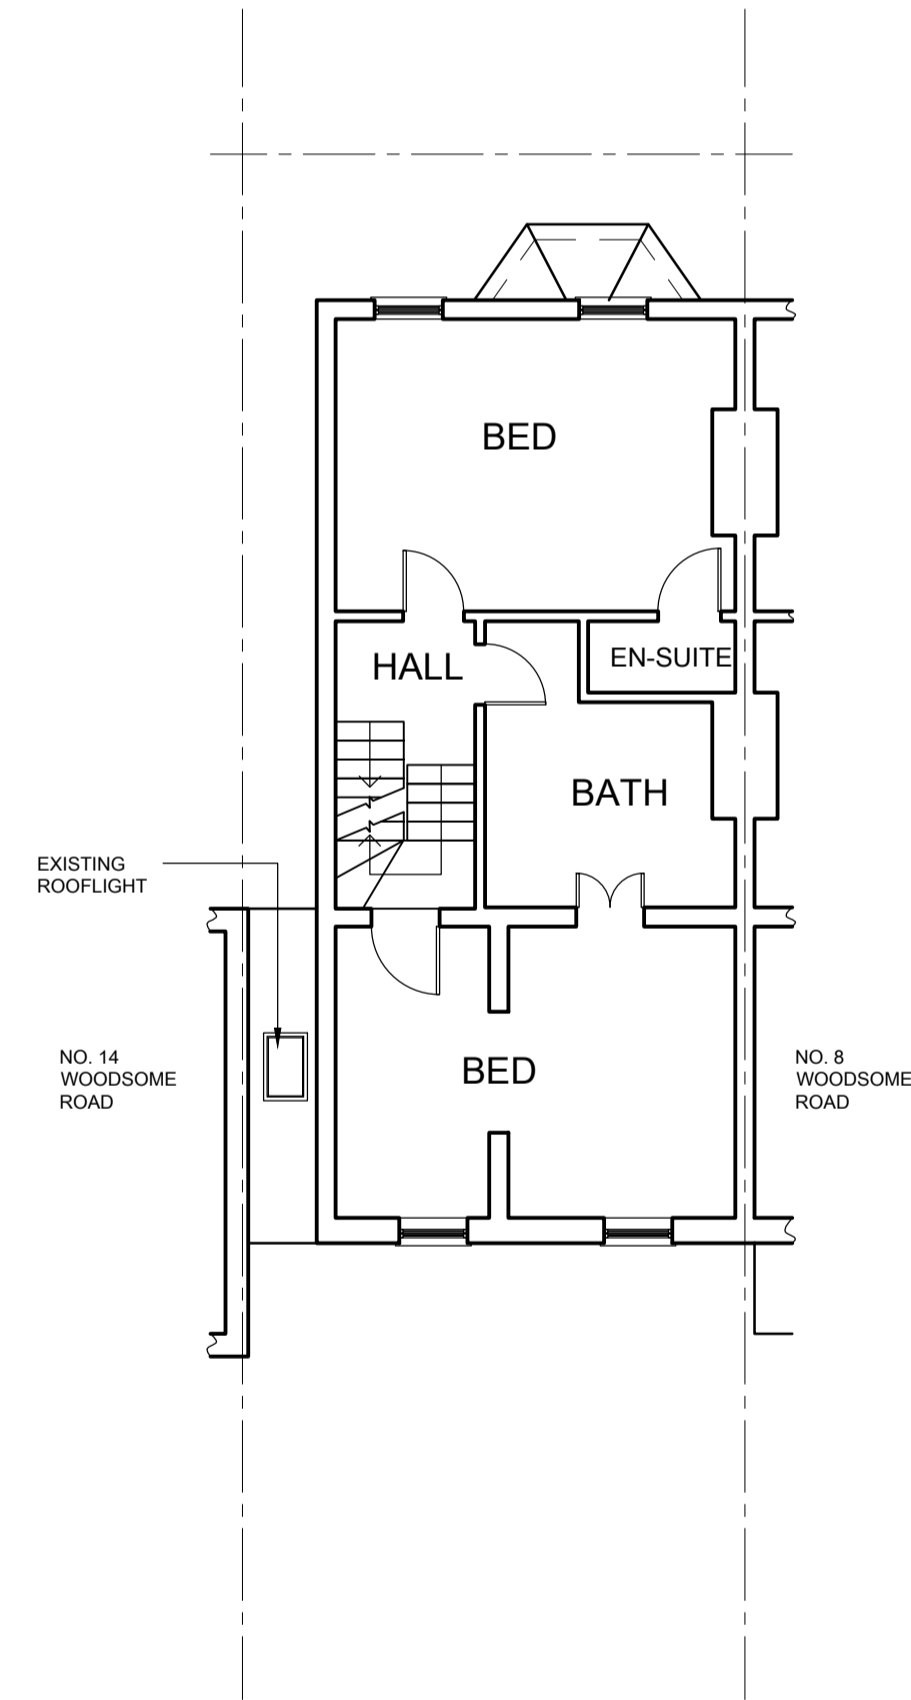 BED
HALL
EN-SUITE
BATH
EXISTING
ROOFLIGHT
NO. 14
WOODSOME
ROAD
BED
NO. 8
WOODSOME
ROAD